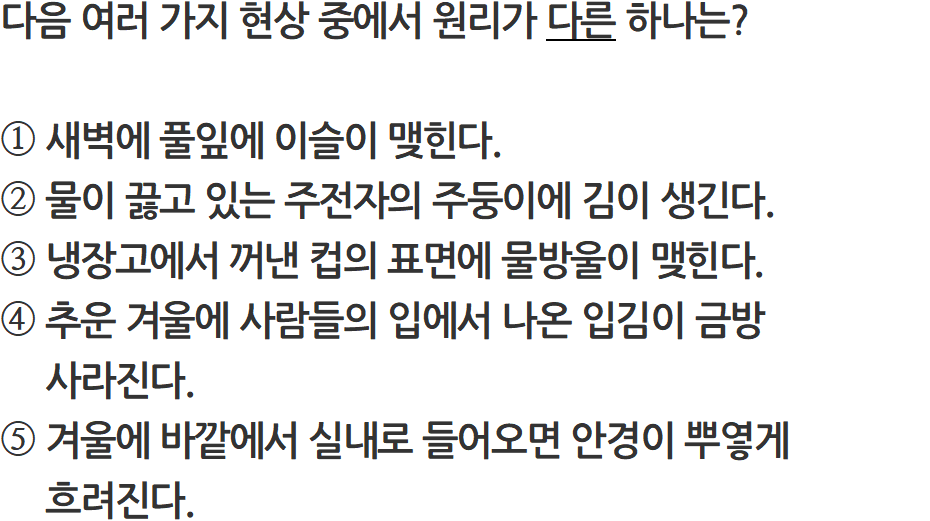 다음 여러 가지 현상 중에서 원리가 다른 하나는?
① 새벽에 풀잎에 이슬이 맺힌다.
② 물이 끓고 있는 주전자의 주둥이에 김이 생긴다.
③ 냉장고에서 꺼낸 컵의 표면에 물방울이 맺힌다.
④ 추운 겨울에 사람들의 입에서 나온 입김이 금방
사라진다.
⑤ 겨울에 바깥에서 실내로 들어오면 안경이 뿌옇게
흐려진다.